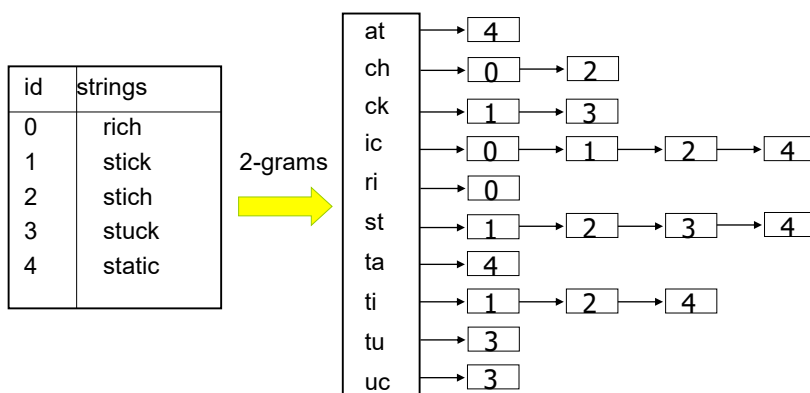 id strings
0 rich
1 stick
2 stich
3 stuck
4 static
2-grams
at 4
ch 0 2
ck 1 3
ic 0 1 2 4
ri 0
st 1 2 3 4
ta 4
ti 1 2 4
tu 3
uc 3